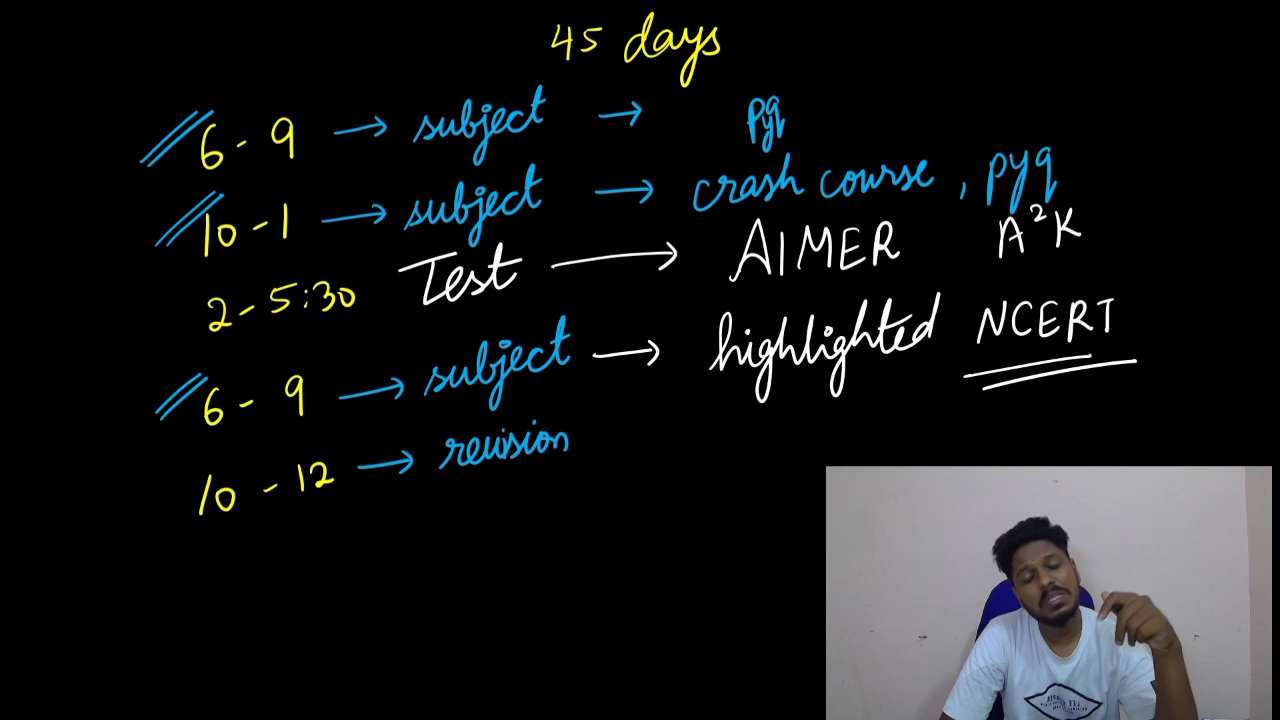 45 days
6 - 9 → subject → pyq
10 - 1 → subject → crash course, pyq
2 - 5:30 Test → AIMER A²K
6 - 9 → subject → highlighted NCERT
10 - 12 → revision